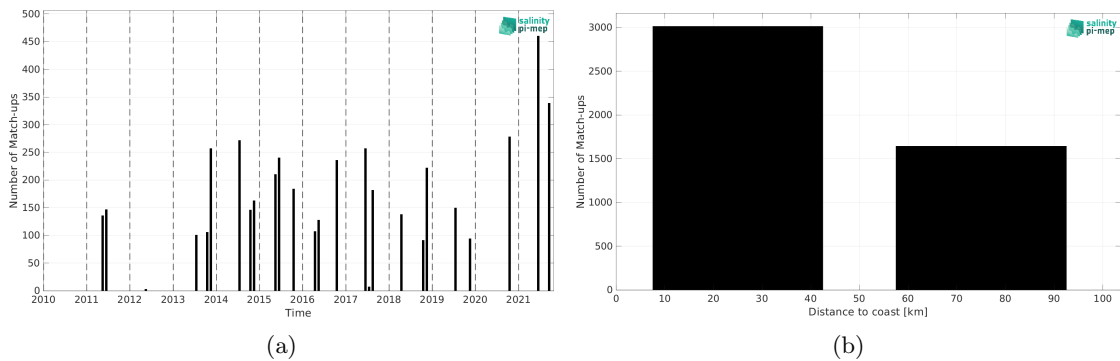 salinity
pi-mep
500
450
400
350
300
250
200
150
100
50
0
Number of Match-ups
2010 2011 2012 2013 2014 2015 2016 2017 2018 2019 2020 2021
Time
(a)
salinity
pi-mep
3000
2500
2000
1500
1000
500
0
Number of Match-ups
0 10 20 30 40 50 60 70 80 90 100
Distance to coast [km]
(b)